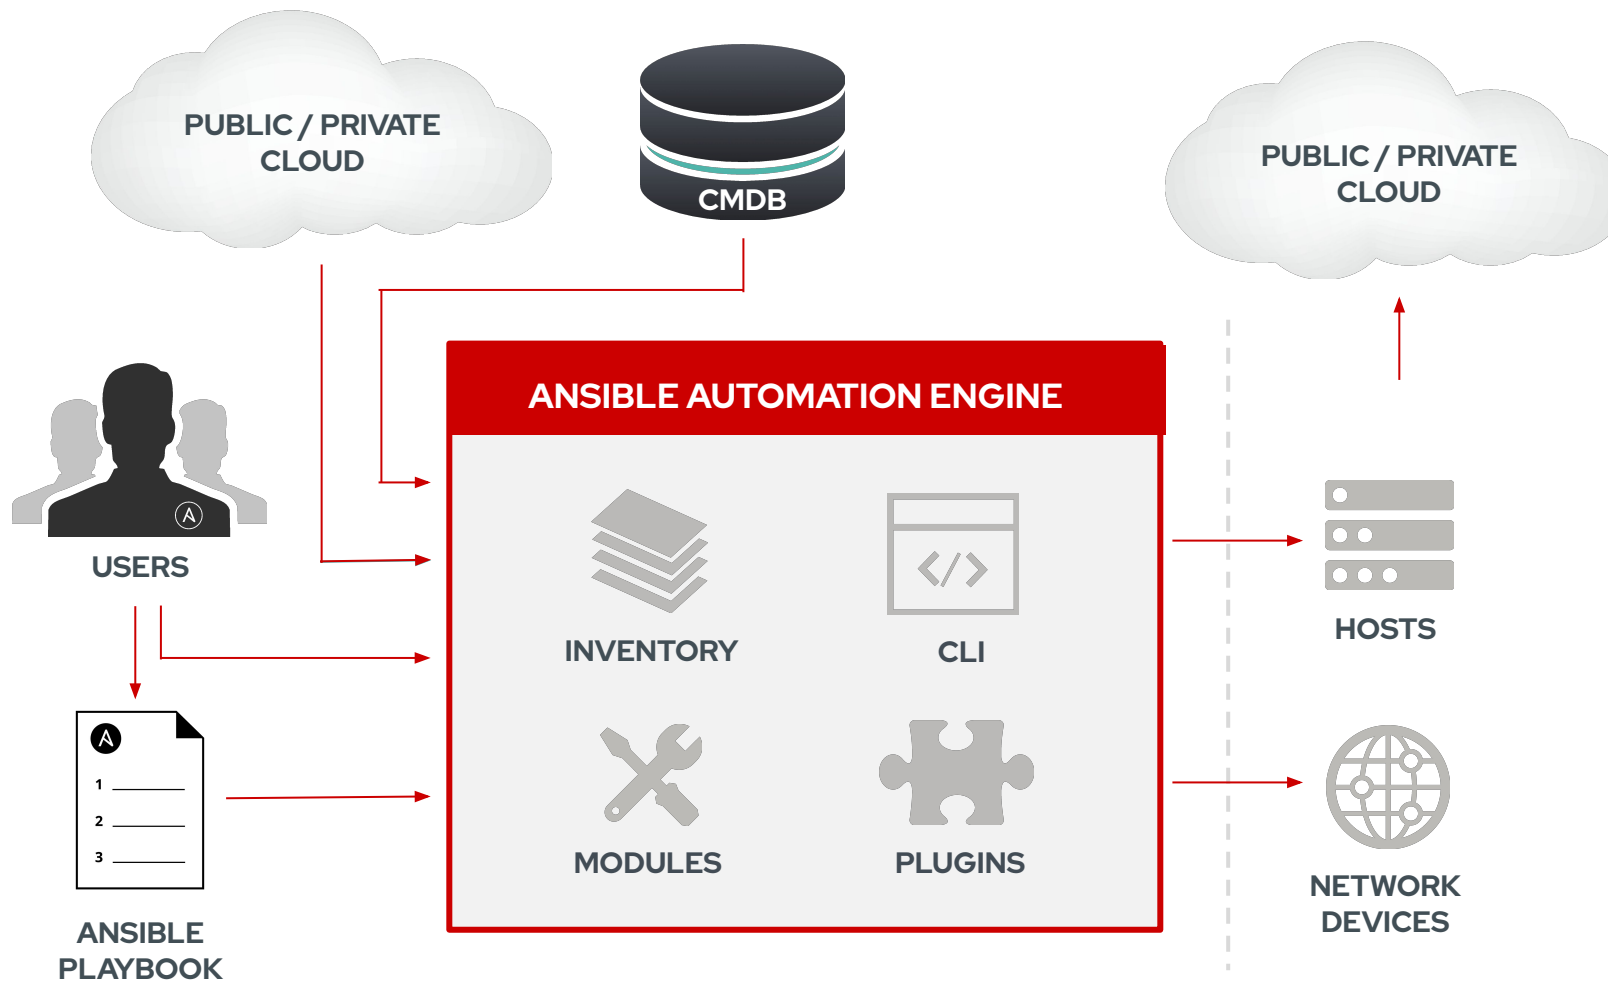 PUBLIC / PRIVATE
CLOUD
CMDB
PUBLIC / PRIVATE
CLOUD
ANSIBLE AUTOMATION ENGINE
USERS
</>
INVENTORY
CLI
HOSTS
1
2
3
MODULES
PLUGINS
ANSIBLE
PLAYBOOK
NETWORK
DEVICES